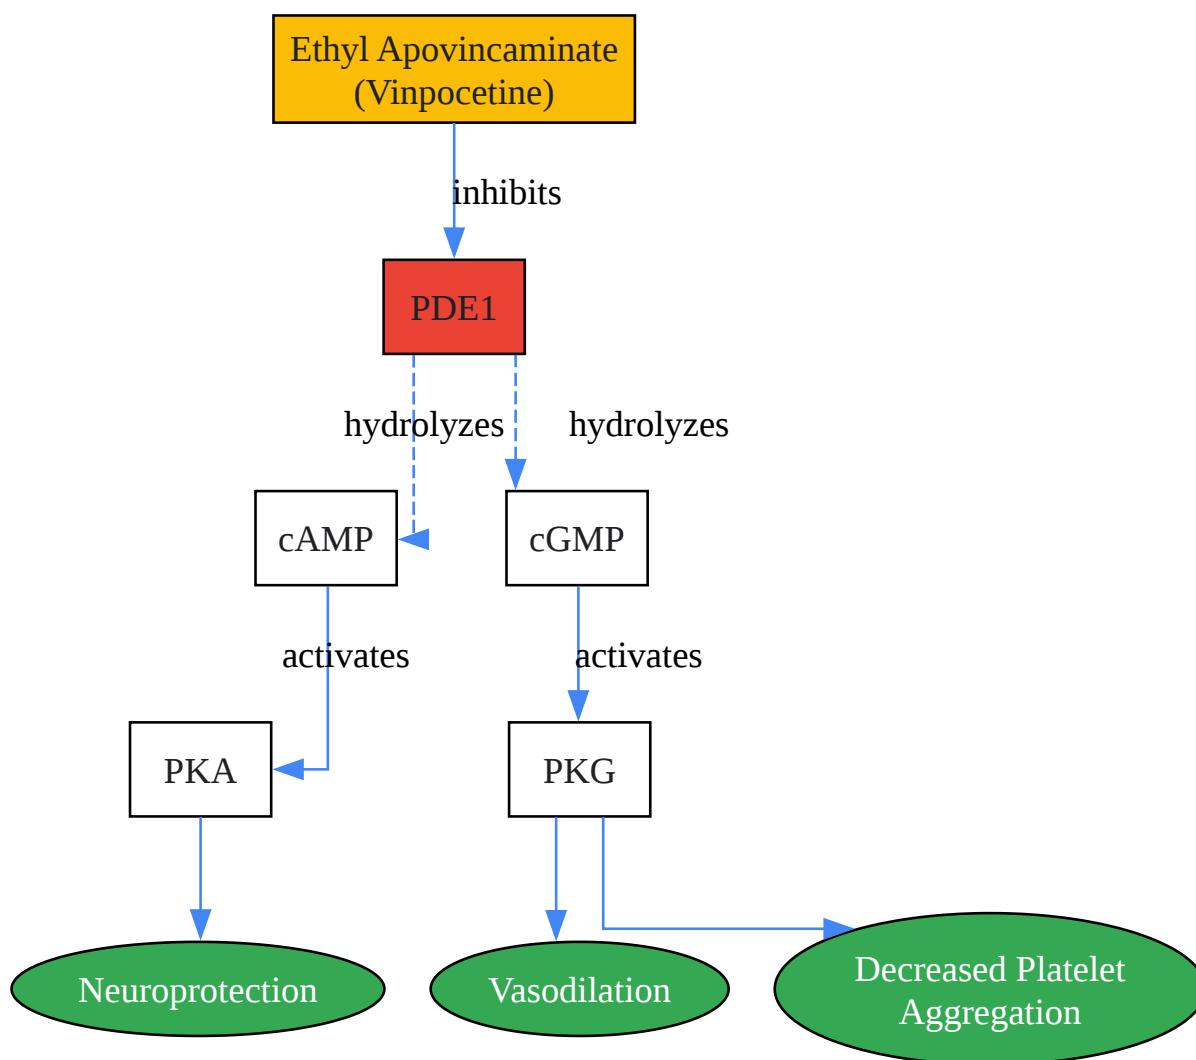 Ethyl Apovincaminate
(Vinpocetine)
inhibits
PDE1
hydrolyzes
hydrolyzes
cAMP
cGMP
activates
activates
PKA
PKG
Neuroprotection
Vasodilation
Decreased Platelet
Aggregation